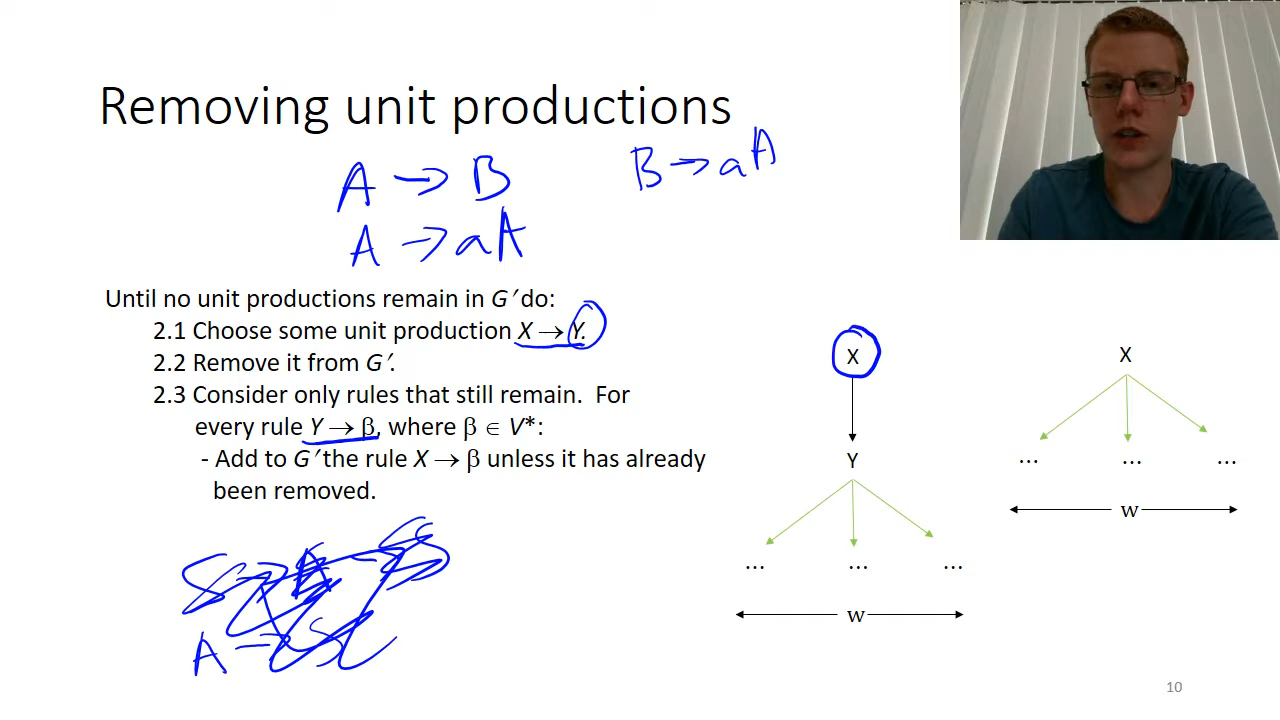 Removing unit productions
A → B
B → aA
A → aA
Until no unit productions remain in G′ do:
2.1 Choose some unit production X → Y.
2.2 Remove it from G′.
2.3 Consider only rules that still remain. For
every rule Y → β, where β ∈ V*:
- Add to G′ the rule X → β unless it has already
been removed.
X
Y
... ... ...
w
X
... ... ...
w
A →
10